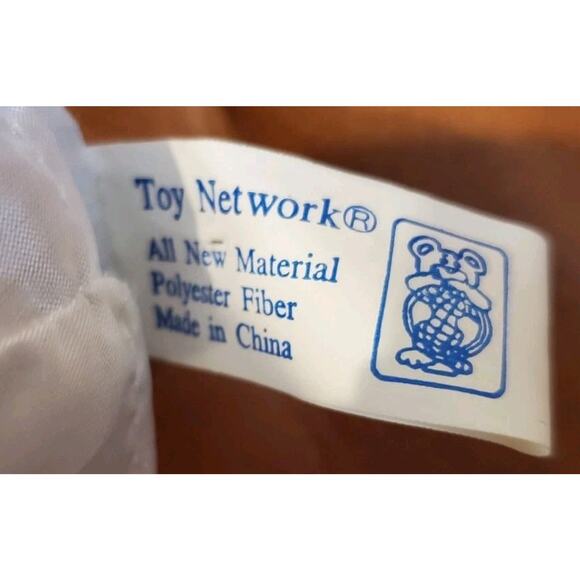 Toy Network®
All New Material
Polyester Fiber
Made in China